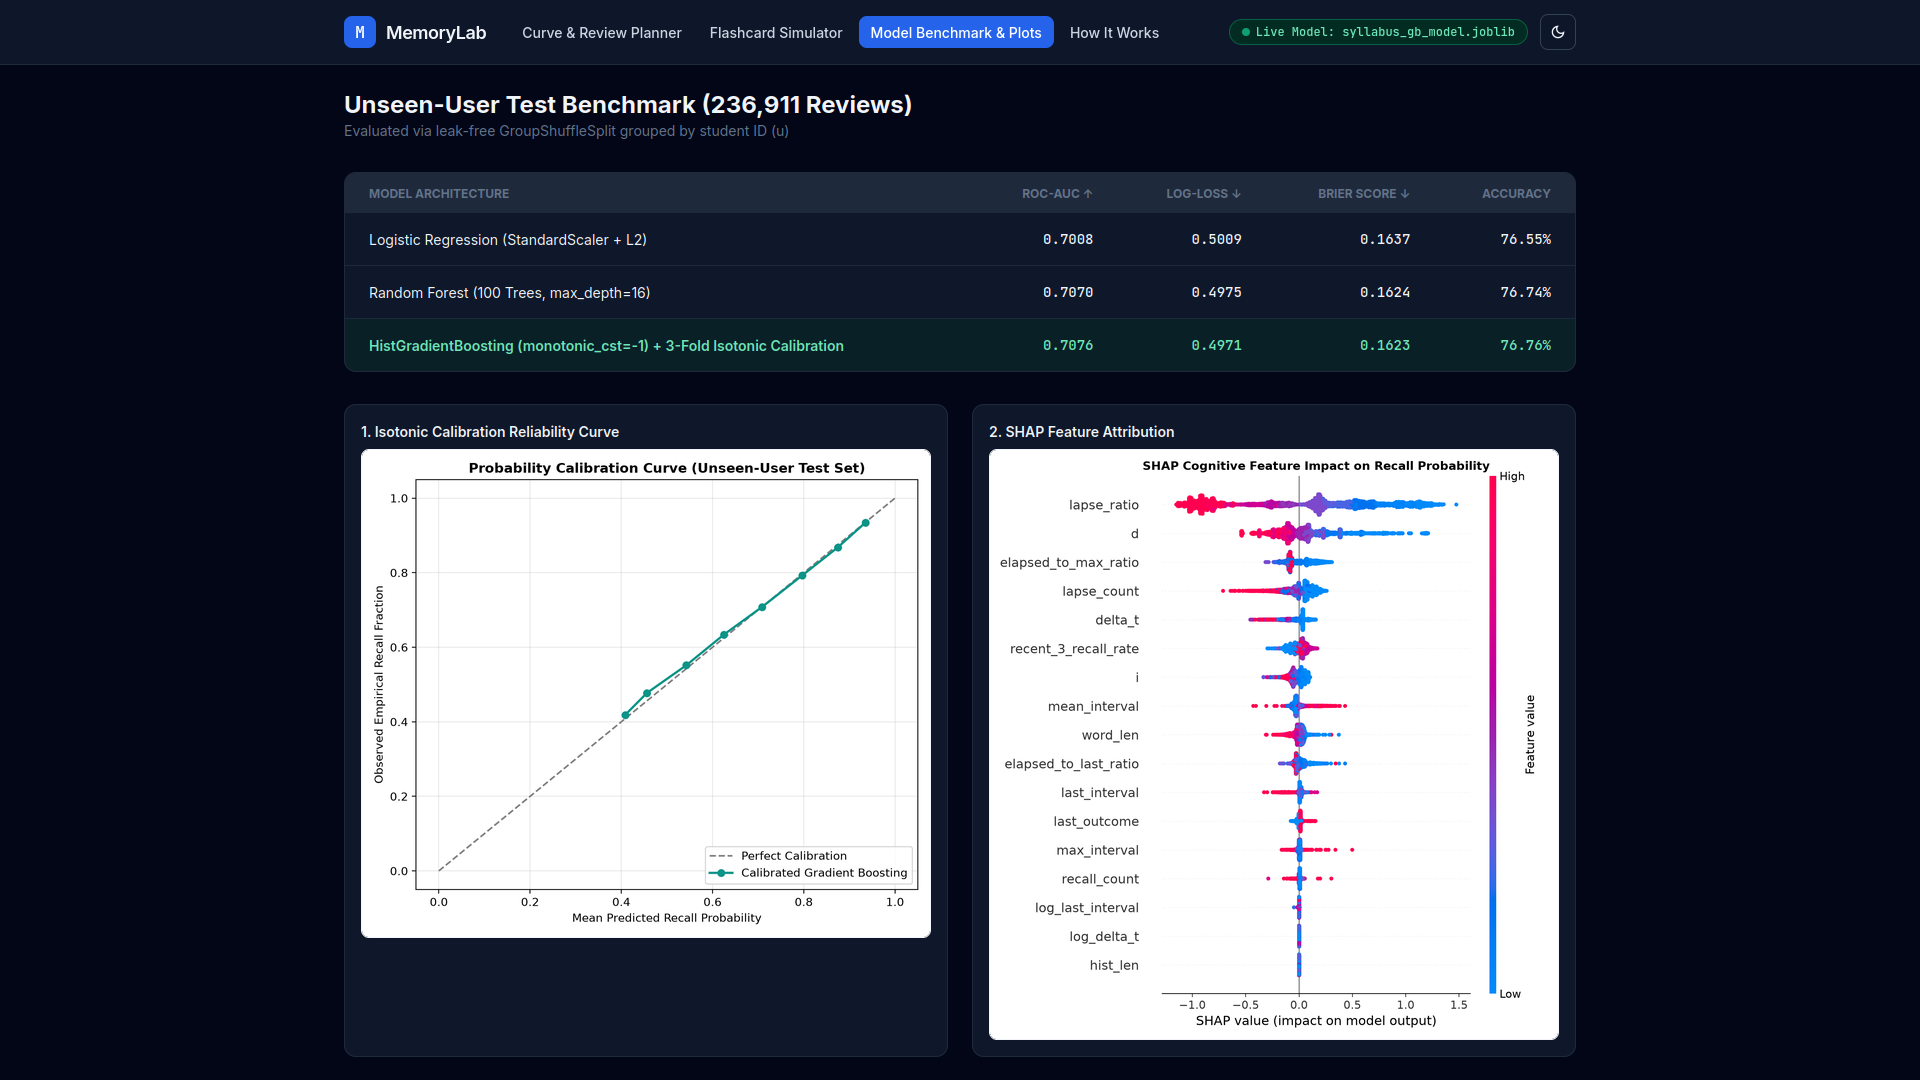 M MemoryLab Curve & Review Planner Flashcard Simulator Model Benchmark & Plots How It Works Live Model: syllabus_gb_model.joblib
Unseen-User Test Benchmark (236,911 Reviews)
Evaluated via leak-free GroupShuffleSplit grouped by student ID (u)
MODEL ARCHITECTURE ROC-AUC ↑ LOG-LOSS ↓ BRIER SCORE ↓ ACCURACY
Logistic Regression (StandardScaler + L2) 0.7008 0.5009 0.1637 76.55%
Random Forest (100 Trees, max_depth=16) 0.7070 0.4975 0.1624 76.74%
HistGradientBoosting (monotonic_cst=-1) + 3-Fold Isotonic Calibration 0.7076 0.4971 0.1623 76.76%
1. Isotonic Calibration Reliability Curve
Probability Calibration Curve (Unseen-User Test Set)
Observed Empirical Recall Fraction
1.0
0.8
0.6
0.4
0.2
0.0
Perfect Calibration
Calibrated Gradient Boosting
0.0 0.2 0.4 0.6 0.8 1.0
Mean Predicted Recall Probability
2. SHAP Feature Attribution
SHAP Cognitive Feature Impact on Recall Probability
High
lapse_ratio
d
elapsed_to_max_ratio
lapse_count
delta_t
recent_3_recall_rate
i
mean_interval
word_len
elapsed_to_last_ratio
last_interval
last_outcome
max_interval
recall_count
log_last_interval
log_delta_t
hist_len
Feature value
Low
−1.0 −0.5 0.0 0.5 1.0 1.5
SHAP value (impact on model output)